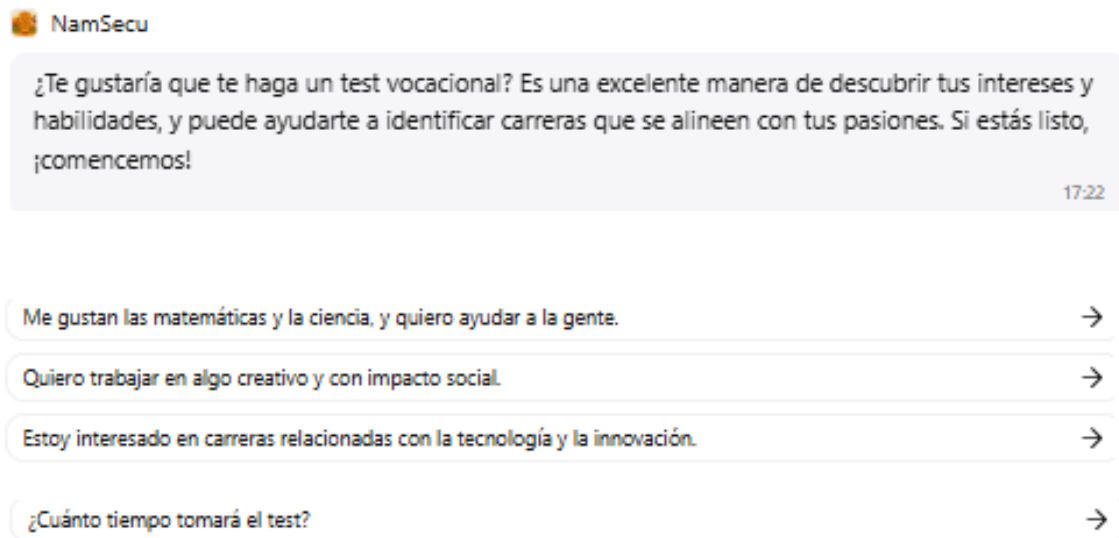 NamSecu
¿Te gustaría que te haga un test vocacional? Es una excelente manera de descubrir tus intereses y
habilidades, y puede ayudarte a identificar carreras que se alineen con tus pasiones. Si estás listo,
¡comencemos!
17:22
Me gustan las matemáticas y la ciencia, y quiero ayudar a la gente.
Quiero trabajar en algo creativo y con impacto social.
Estoy interesado en carreras relacionadas con la tecnología y la innovación.
¿Cuánto tiempo tomará el test?